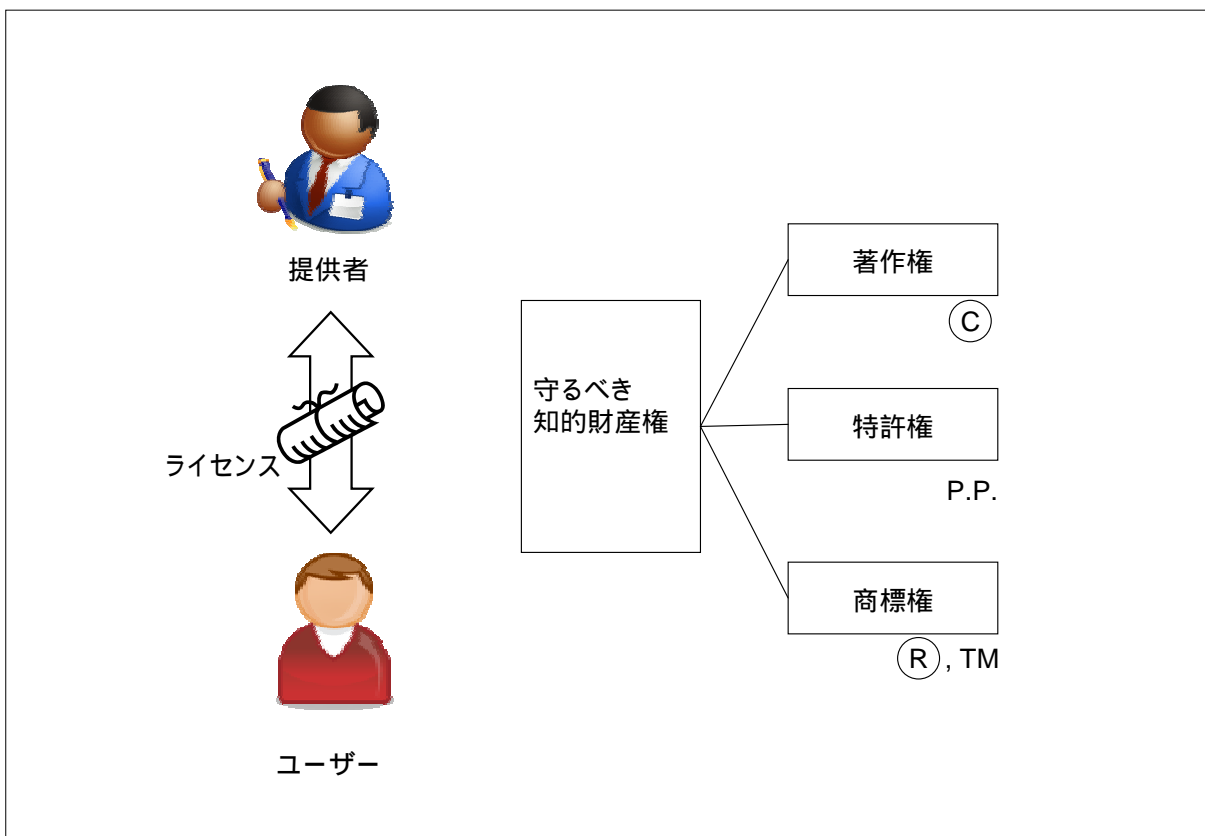 提供者
ライセンス
ユーザー
守るべき
知的財産権
著作権
C
特許権
P.P.
商標権
R , TM